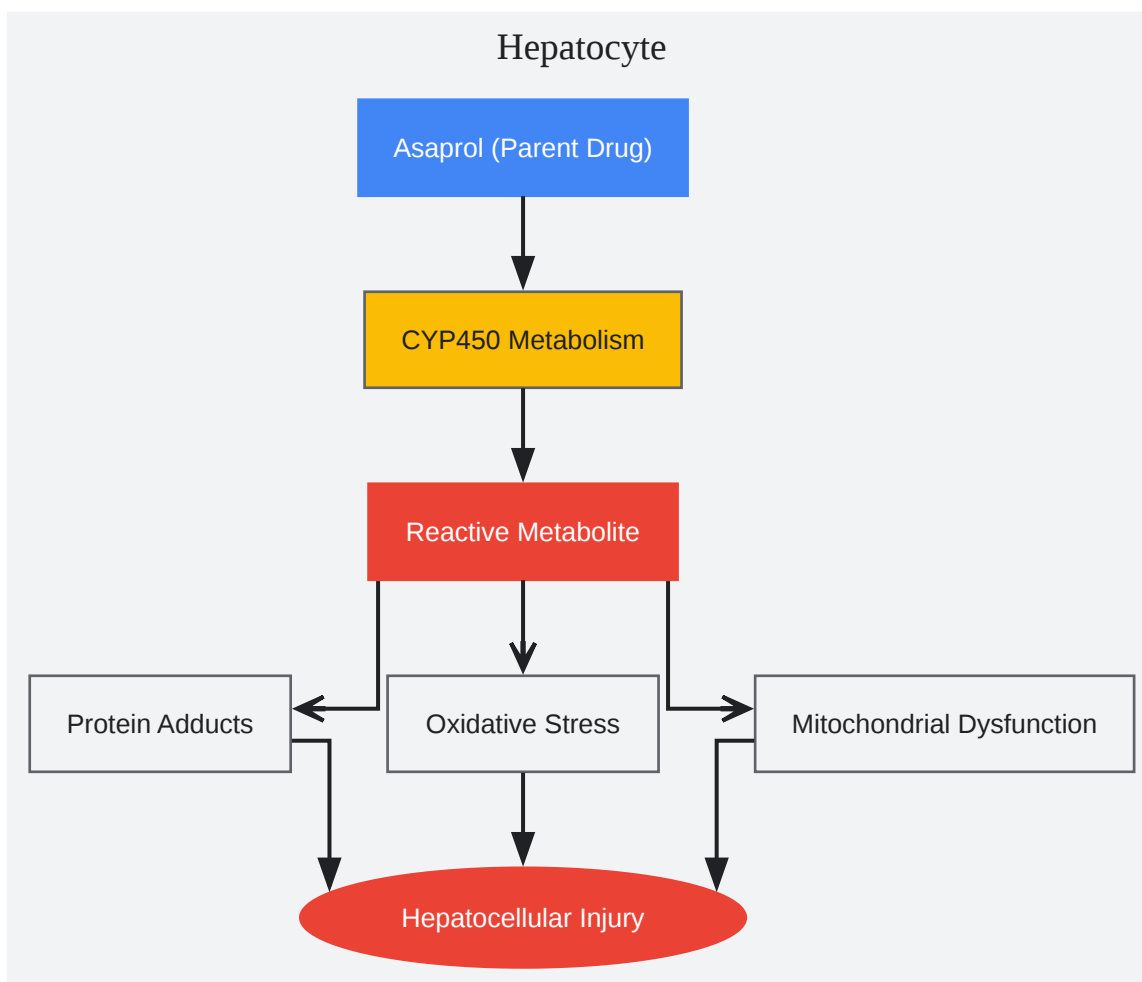 Hepatocyte
Asaprol (Parent Drug)
CYP450 Metabolism
Reactive Metabolite
Protein Adducts
Oxidative Stress
Mitochondrial Dysfunction
Hepatocellular Injury